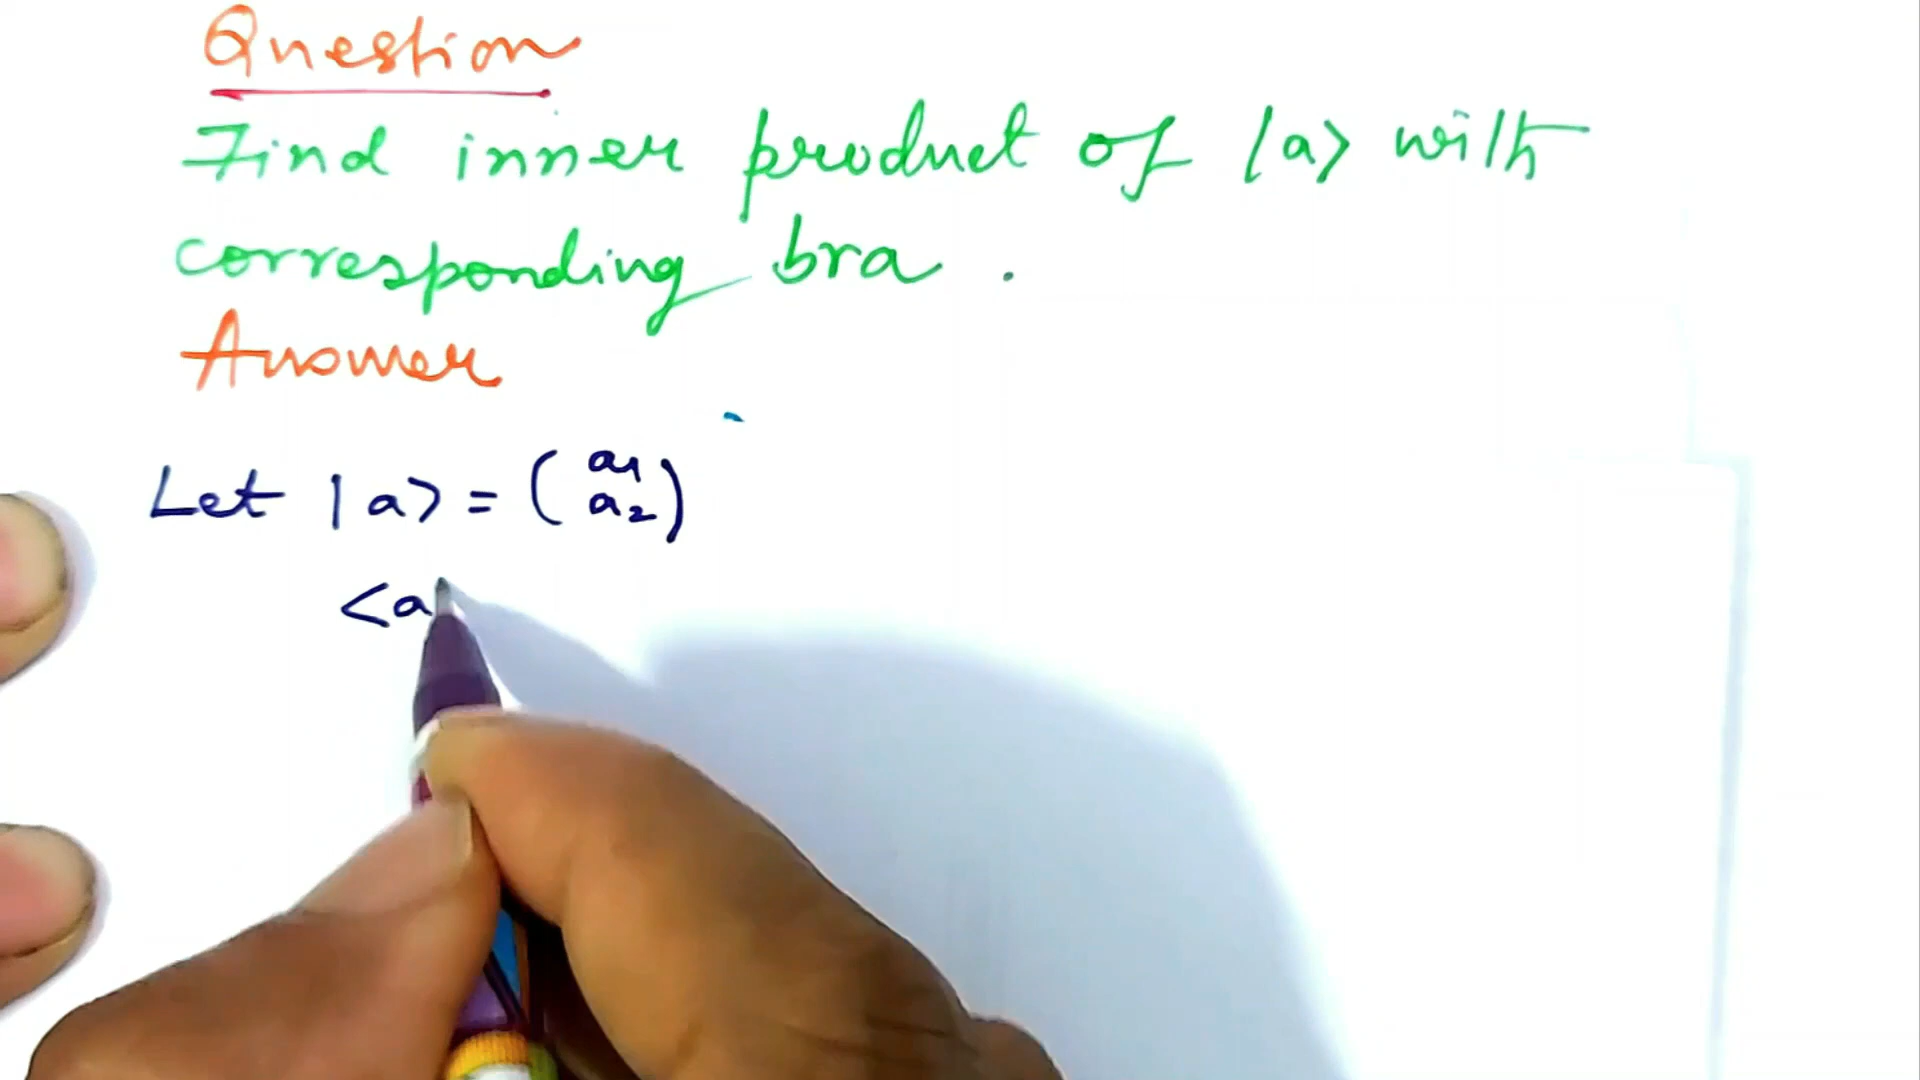 Question
Find inner product of |a> with
corresponding bra .
Answer
Let |a> = ( a1
a2 )
<a